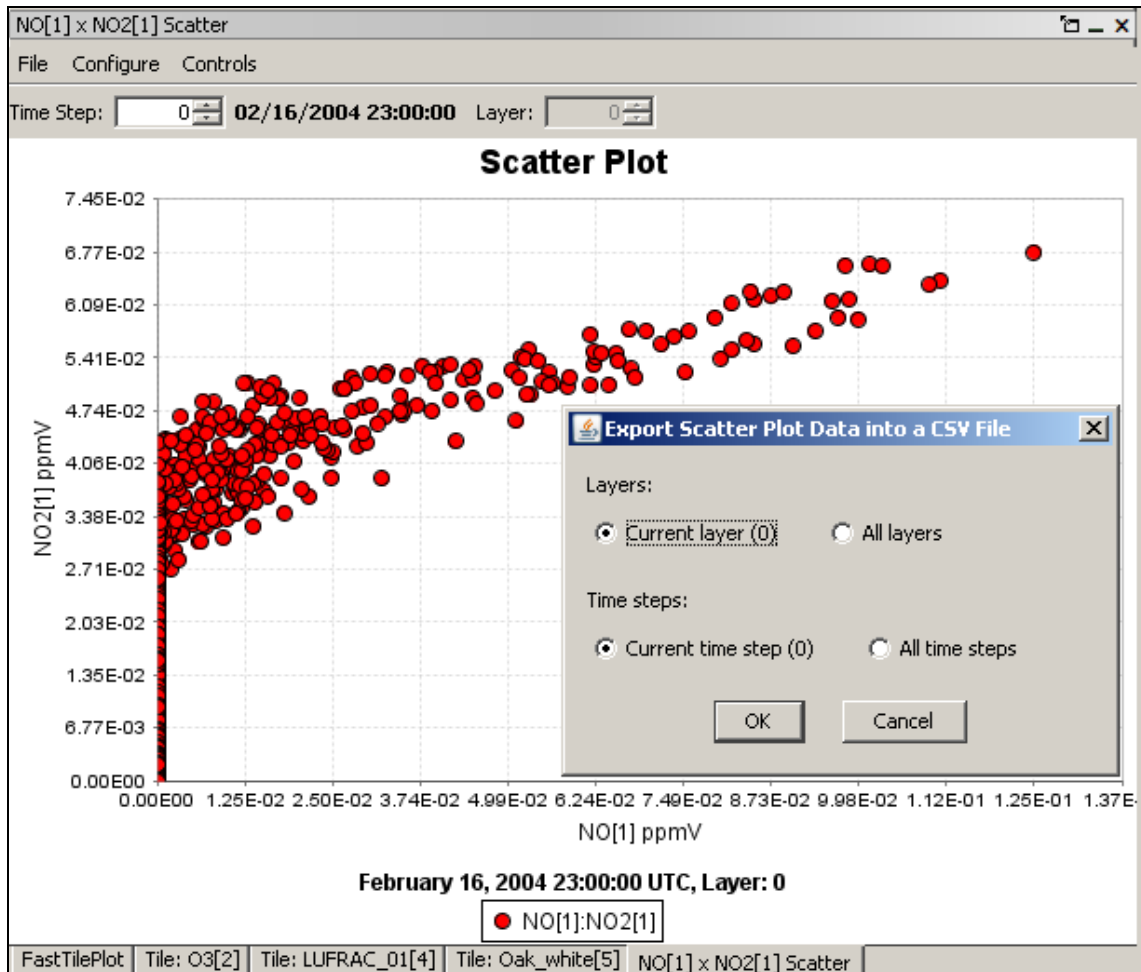 NO[1] x NO2[1] Scatter
File Configure Controls
Time Step: 0 02/16/2004 23:00:00 Layer: 0
Scatter Plot
7.45E-02
6.77E-02
6.09E-02
5.41E-02
4.74E-02
4.06E-02
3.38E-02
2.71E-02
2.03E-02
1.35E-02
6.77E-03
0.00E00
NO2[1] ppmV
0.00E00 1.25E-02 2.50E-02 3.74E-02 4.99E-02 6.24E-02 7.49E-02 8.73E-02 9.98E-02 1.12E-01 1.25E-01 1.37E-
NO[1] ppmV
Export Scatter Plot Data into a CSV File
Layers:
Current layer (0) All layers
Time steps:
Current time step (0) All time steps
OK Cancel
February 16, 2004 23:00:00 UTC, Layer: 0
NO[1]:NO2[1]
FastTilePlot Tile: O3[2] Tile: LUFRAC_01[4] Tile: Oak_white[5] NO[1] x NO2[1] Scatter